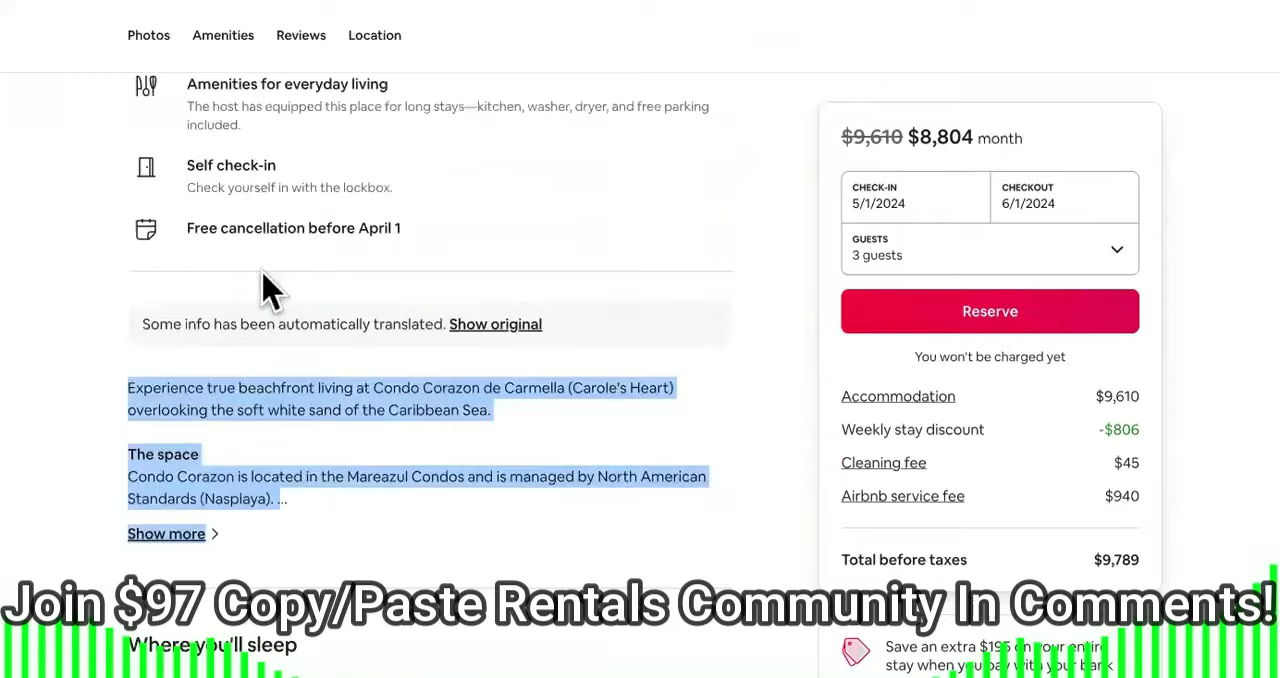 Photos Amenities Reviews Location
Amenities for everyday living
The host has equipped this place for long stays—kitchen, washer, dryer, and free parking
included.
Self check-in
Check yourself in with the lockbox.
Free cancellation before April 1
Some info has been automatically translated. Show original
Experience true beachfront living at Condo Corazon de Carmella (Carole's Heart)
overlooking the soft white sand of the Caribbean Sea.
The space
Condo Corazon is located in the Mareazul Condos and is managed by North American
Standards (Nasplaya). ...
Show more
Where you'll sleep
$9,610 $8,804 month
CHECK-IN
5/1/2024
CHECKOUT
6/1/2024
GUESTS
3 guests
Reserve
You won't be charged yet
Accommodation $9,610
Weekly stay discount -$806
Cleaning fee $45
Airbnb service fee $940
Total before taxes $9,789
Save an extra $195 on your entire
stay when you pay with your bank
Join $97 Copy/Paste Rentals Community In Comments!